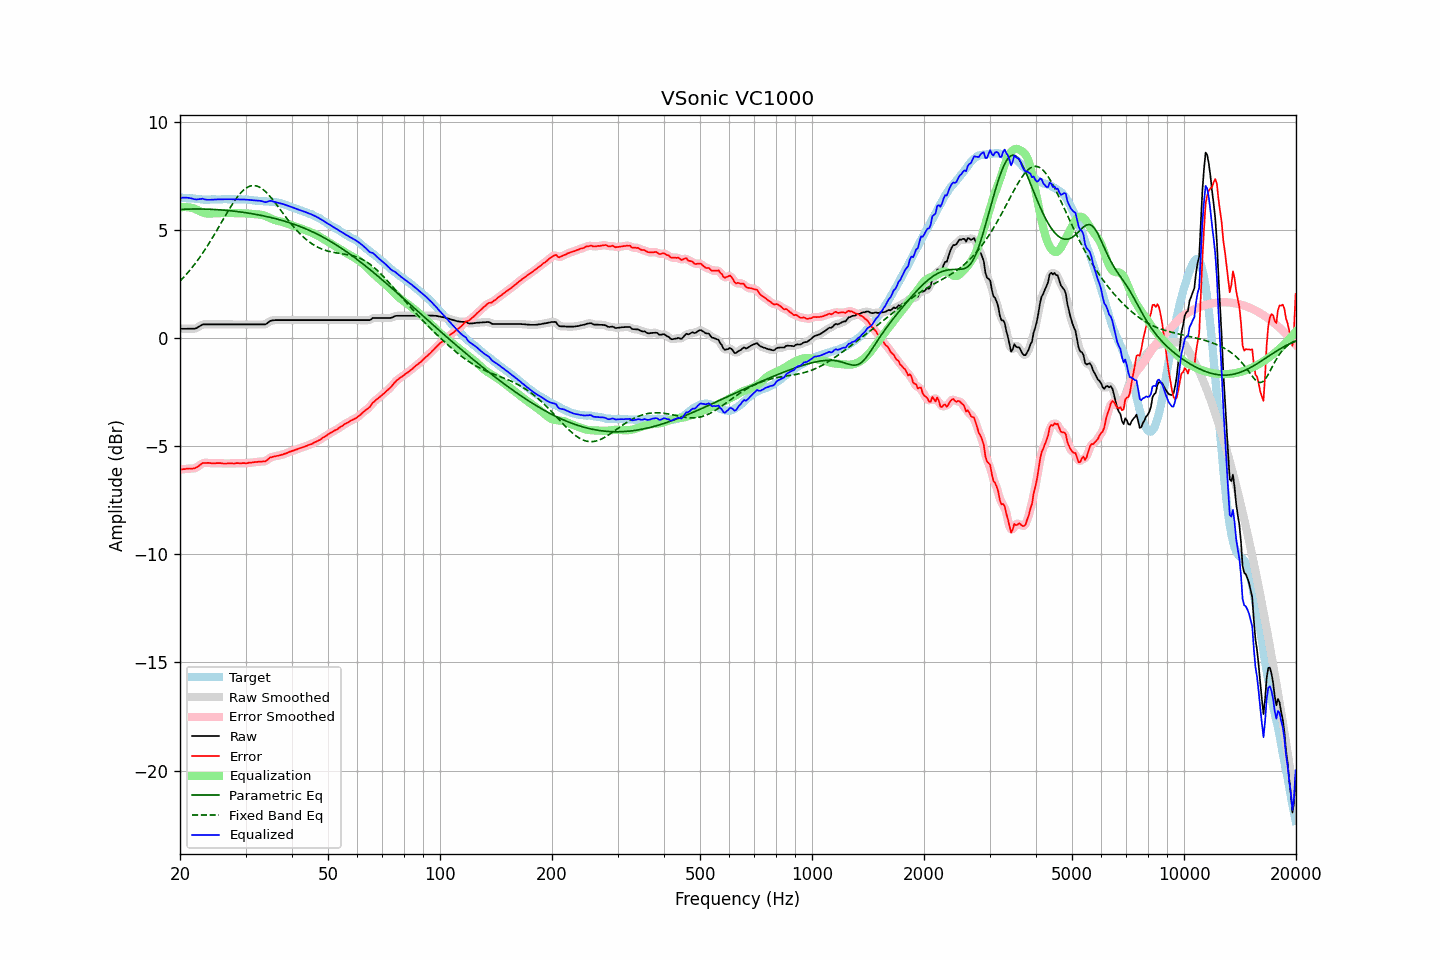 VSonic VC1000
Amplitude (dBr)
10
5
0
−5
−10
−15
−20
Target
Raw Smoothed
Error Smoothed
Raw
Error
Equalization
Parametric Eq
Fixed Band Eq
Equalized
20
50
100
200
500
1000
2000
5000
10000
20000
Frequency (Hz)